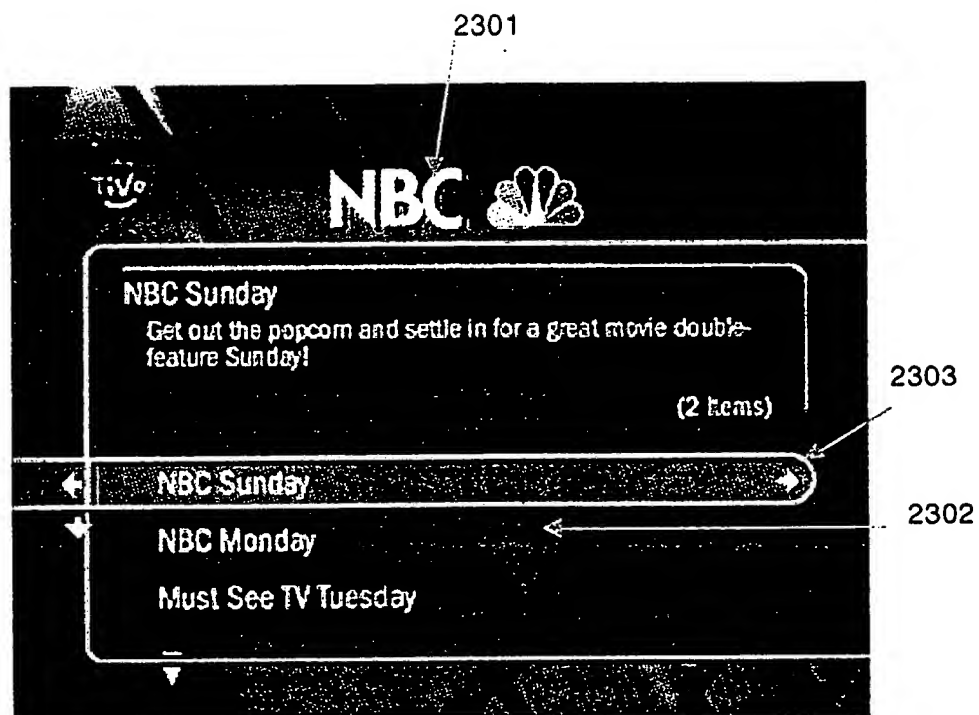 2301
TiVo
NBC
NBC Sunday
Get out the popcorn and settle in for a great movie double-
feature Sunday!
(2 items)
2303
NBC Sunday
2302
NBC Monday
Must See TV Tuesday